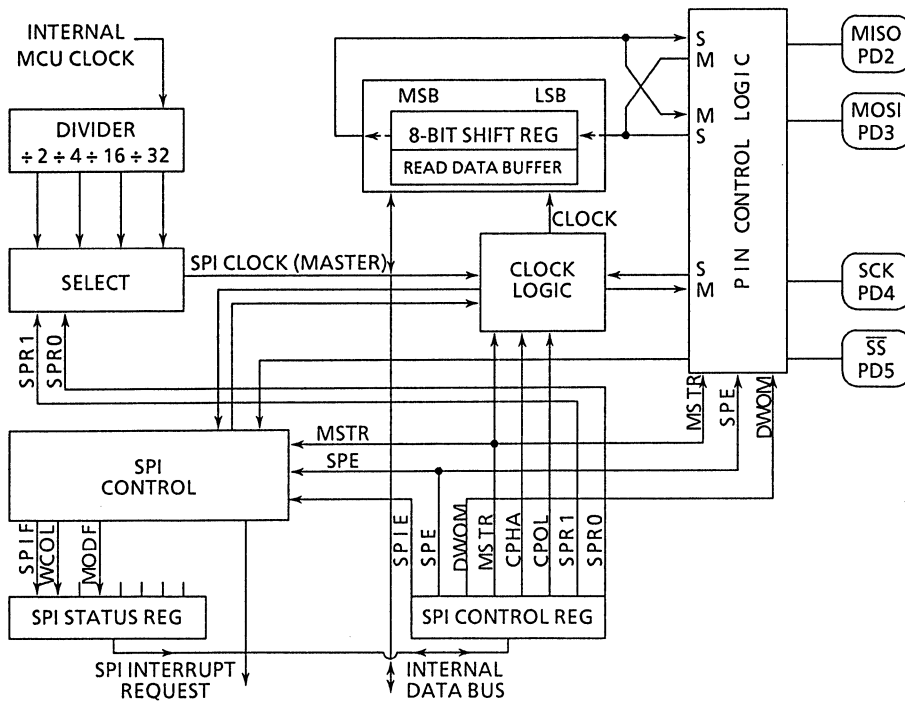 INTERNAL
MCU CLOCK
DIVIDER
÷2 ÷4 ÷16 ÷32
SELECT
SPR1
SPR0
SPI CLOCK (MASTER)
MSB LSB
8-BIT SHIFT REG
READ DATA BUFFER
CLOCK
CLOCK
LOGIC
S
M
M
S
S
M
PIN CONTROL LOGIC
MISO
PD2
MOSI
PD3
SCK
PD4
SS
PD5
MSTR
SPE
DWOM
MSTR
SPE
SPI
CONTROL
SPIF
WCOL
MODF
SPI STATUS REG
SPIE
SPE
DWOM
MSTR
CPHA
CPOL
SPR1
SPR0
SPI CONTROL REG
SPI INTERRUPT
REQUEST
INTERNAL
DATA BUS